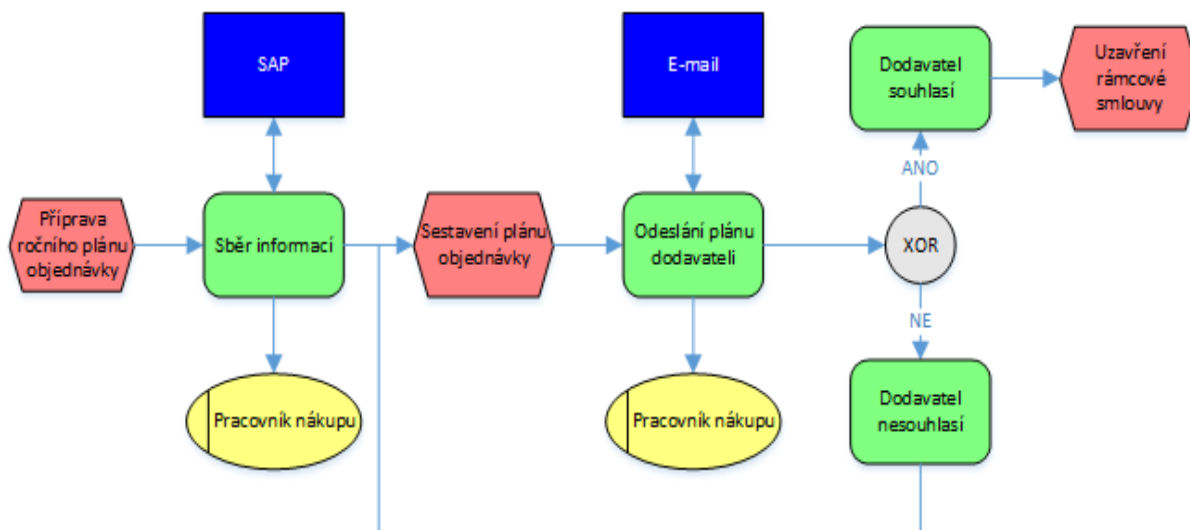 SAP
E-mail
Dodavatel
souhlasí
Uzavření
rámcové
smlouvy
ANO
Příprava
ročního plánu
objednávky
Sběr informací
Sestavení plánu
objednávky
Odeslání plánu
dodavateli
XOR
NE
Pracovník nákupu
Pracovník nákupu
Dodavatel
nesouhlasí